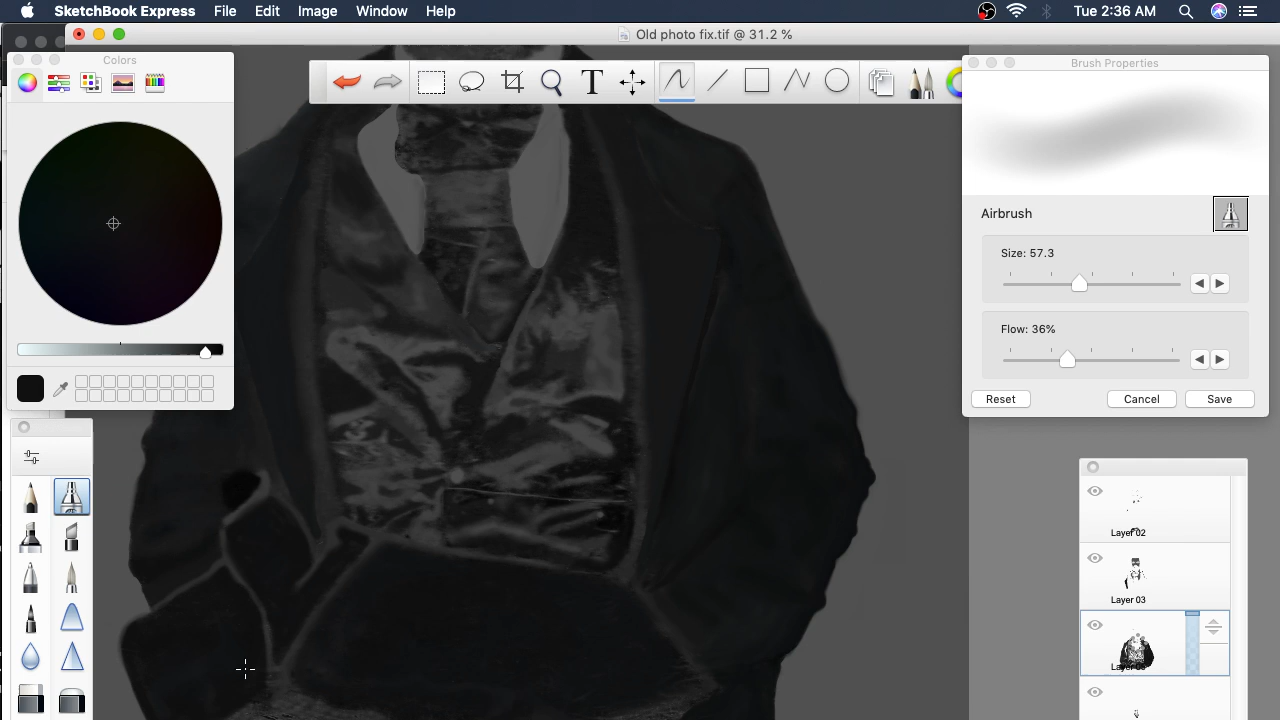 SketchBook Express File Edit Image Window Help Tue 2:36 AM
Old photo fix.tif @ 31.2 %
Colors
T
Brush Properties
Airbrush
Size: 57.3
Flow: 36%
Reset Cancel Save
Layer 02
Layer 03